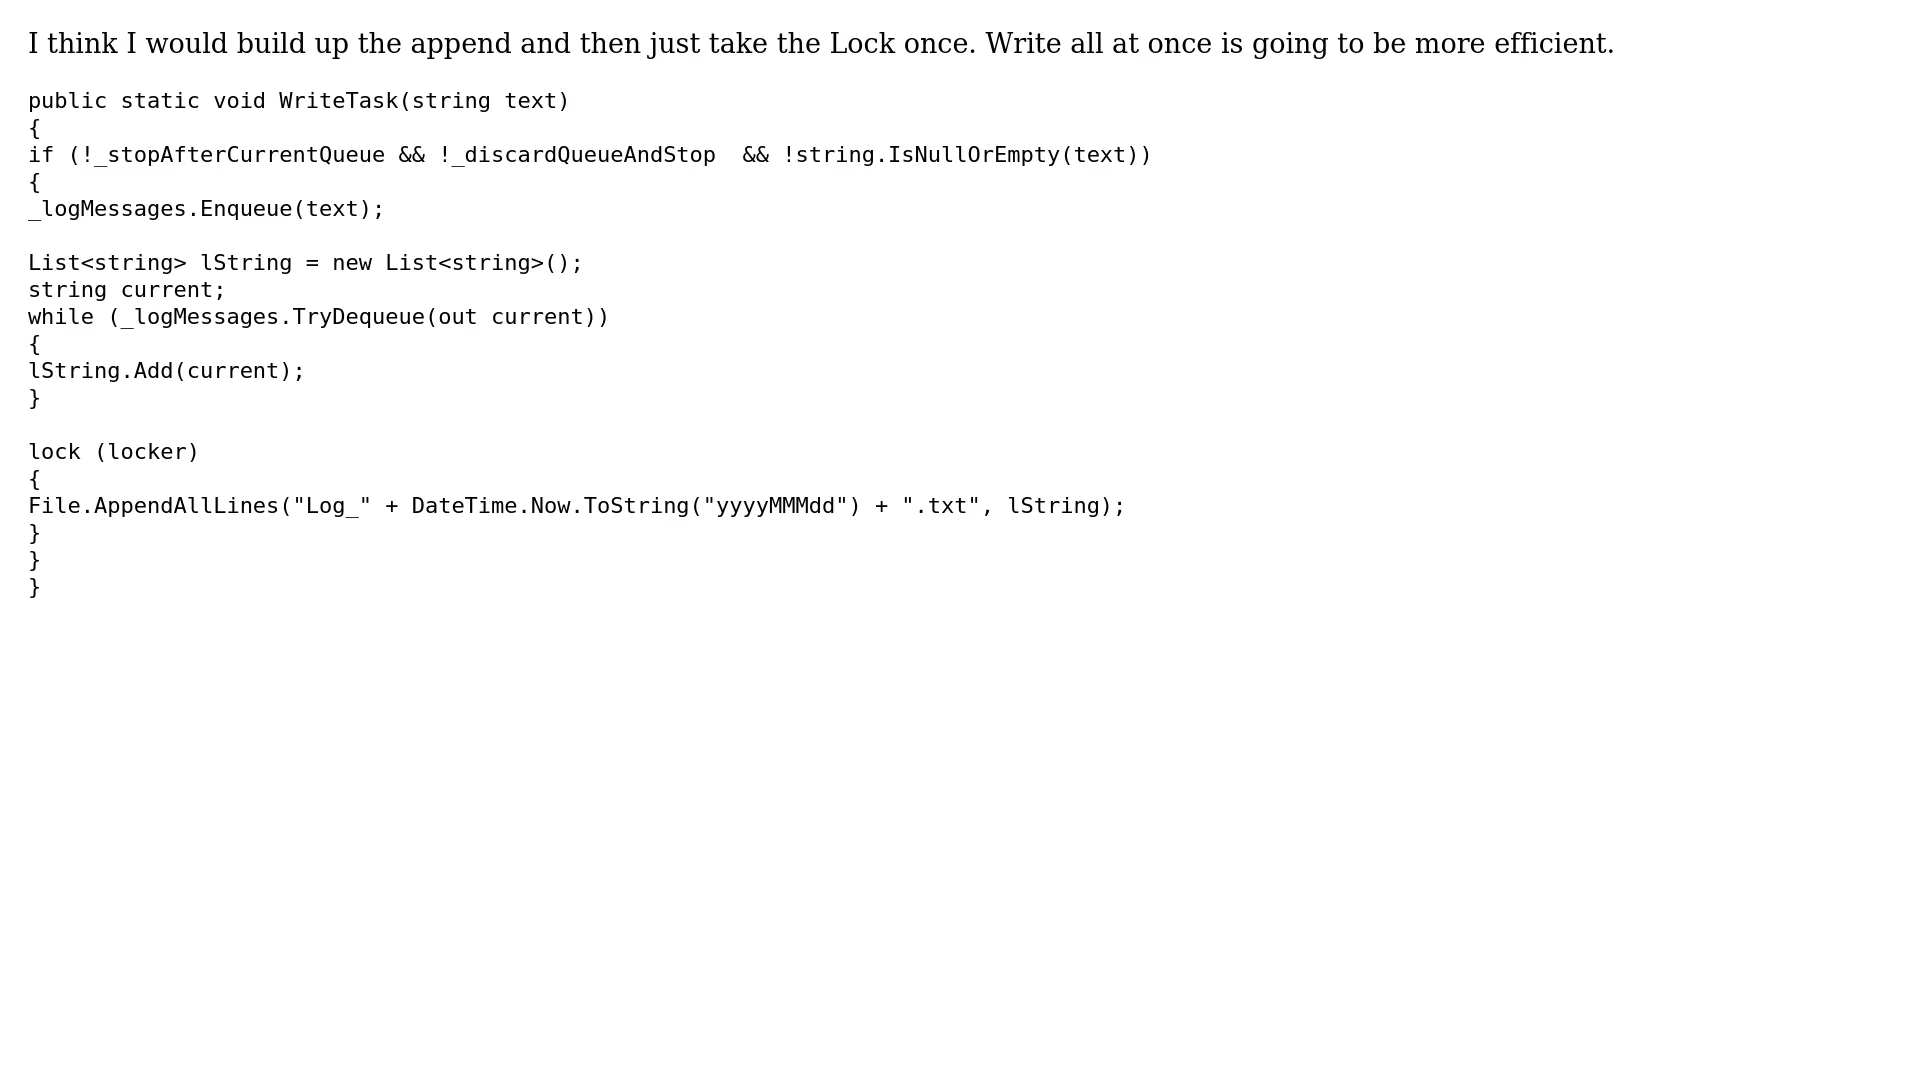 I think I would build up the append and then just take the Lock once. Write all at once is going to be more efficient.
public static void WriteTask(string text)
{
if (!_stopAfterCurrentQueue && !_discardQueueAndStop  && !string.IsNullOrEmpty(text))
{
_logMessages.Enqueue(text);

List<string> lString = new List<string>();
string current;
while (_logMessages.TryDequeue(out current))
{
lString.Add(current);
}

lock (locker)
{
File.AppendAllLines("Log_" + DateTime.Now.ToString("yyyyMMMdd") + ".txt", lString);
}
}
}